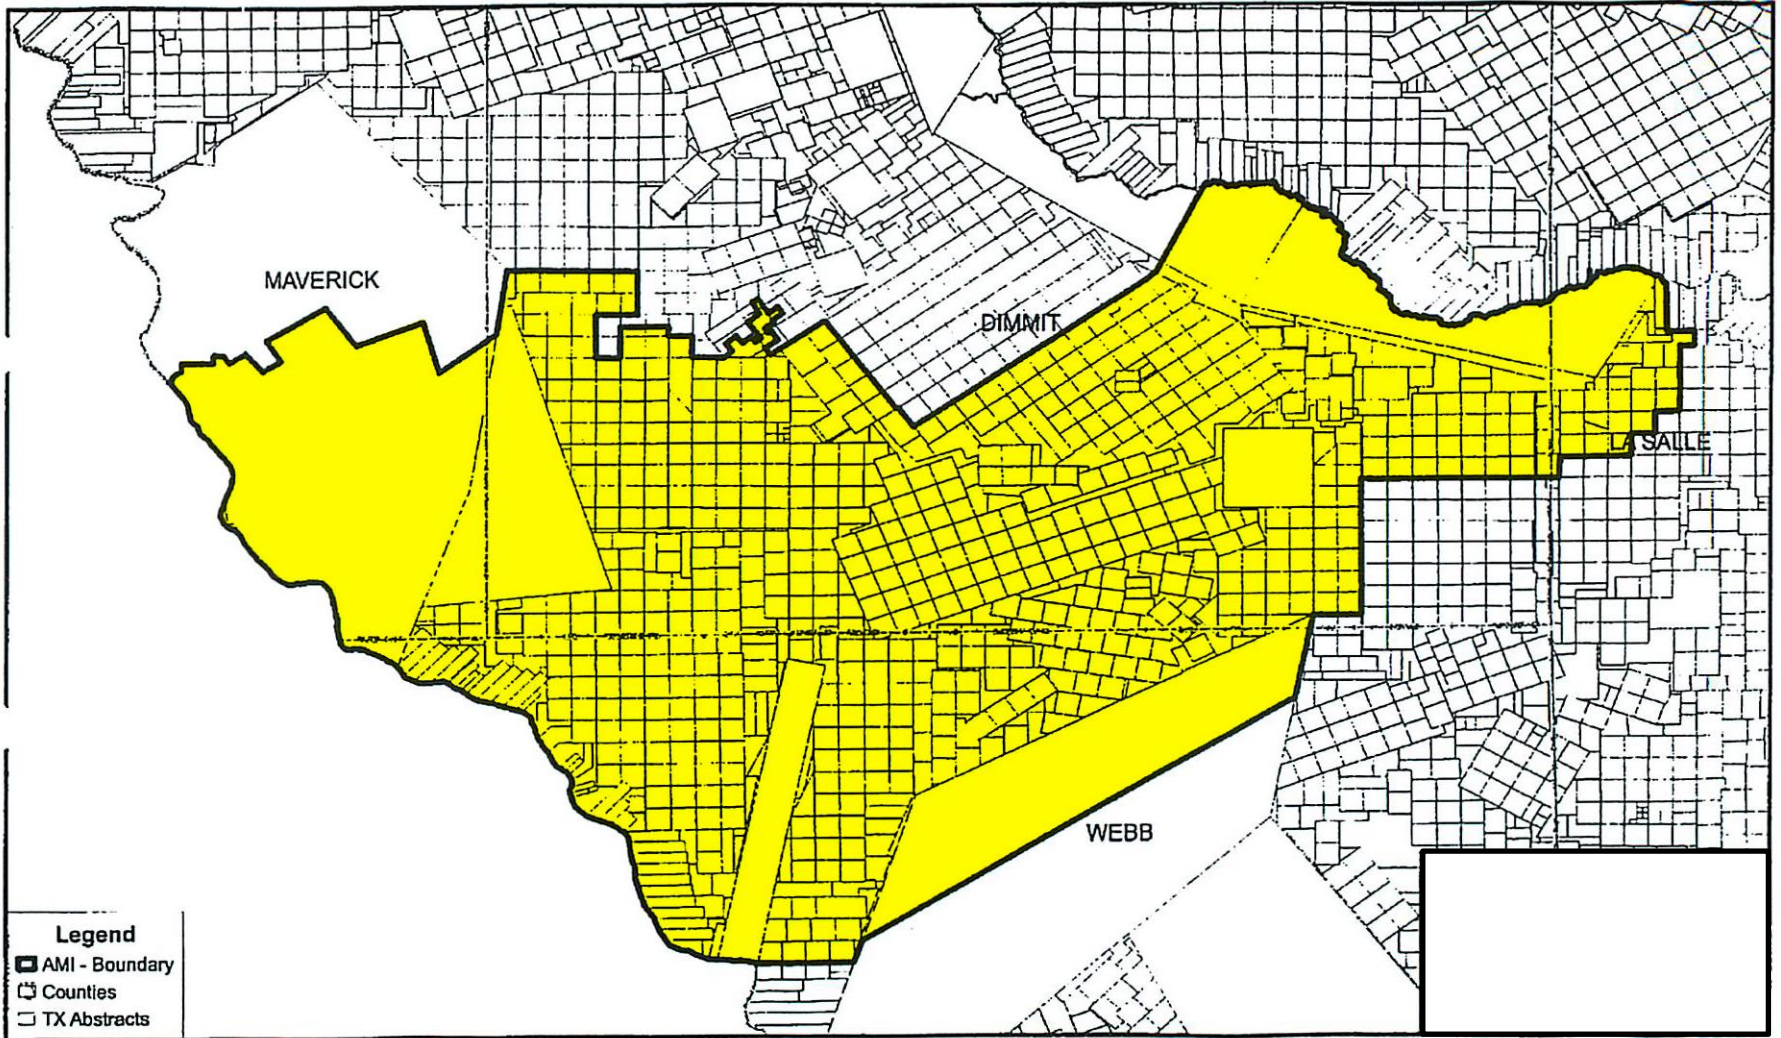 MAVERICK
DIMMIT
LA SALLE
WEBB
Legend
AMI - Boundary
Counties
TX Abstracts